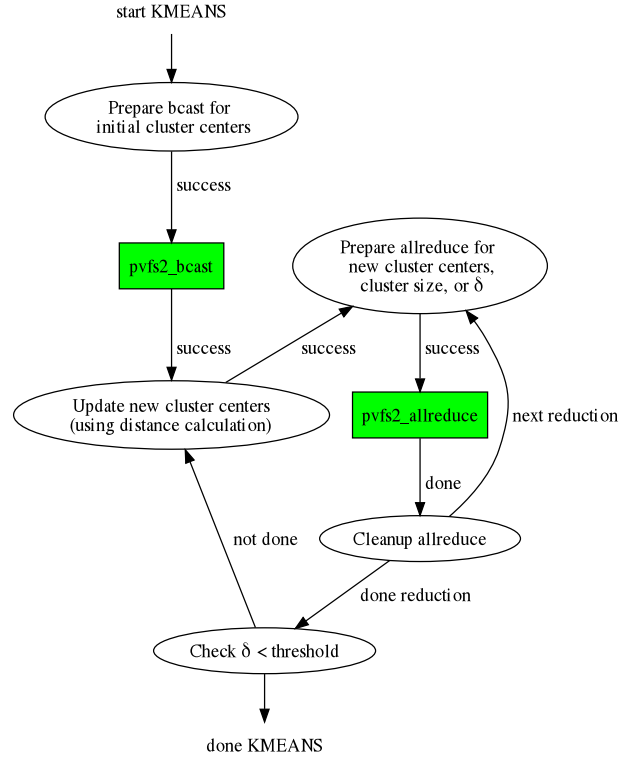 start KMEANS
Prepare bcast for
initial cluster centers
success
pvfs2_bcast
Prepare allreduce for
new cluster centers,
cluster size, or δ
success
success
success
Update new cluster centers
(using distance calculation)
pvfs2_allreduce
next reduction
done
not done
Cleanup allreduce
done reduction
Check δ < threshold
done KMEANS